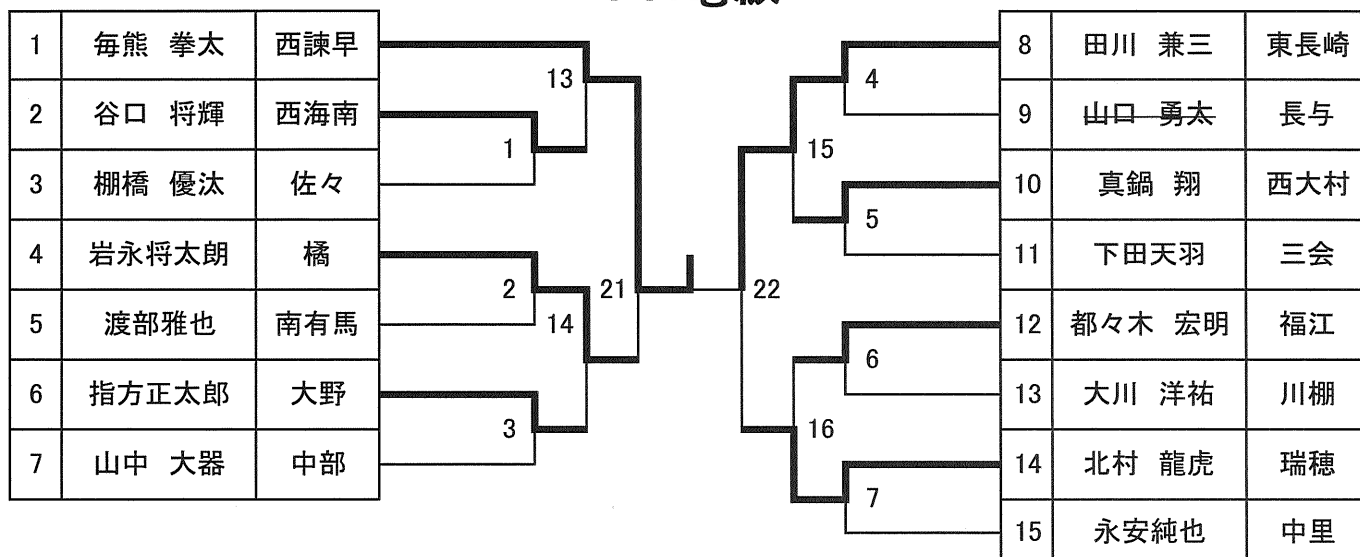 1 毎熊 拳太 西諫早
2 谷口 将輝 西海南
3 棚橋 優汰 佐々
4 岩永将太朗 橘
5 渡部雅也 南有馬
6 指方正太郎 大野
7 山中 大器 中部
13
1
2
14
3
21
22
4
15
5
6
16
7
8 田川 兼三 東長崎
9 山口 勇太 長与
10 真鍋 翔 西大村
11 下田天羽 三会
12 都々木 宏明 福江
13 大川 洋祐 川棚
14 北村 龍虎 瑞穂
15 永安純也 中里